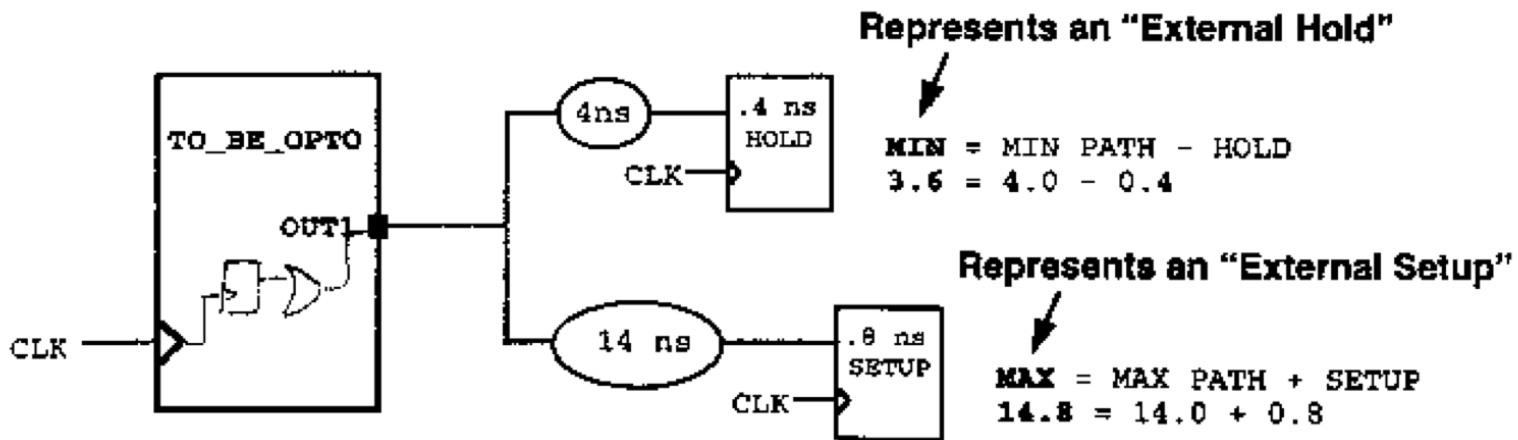 Represents an "External Hold"
TO_BE_OPTO
4ns
.4 ns
HOLD
CLK
MIN = MIN PATH - HOLD
3.6 = 4.0 - 0.4
OUT1
Represents an "External Setup"
CLK
14 ns
.8 ns
SETUP
CLK
MAX = MAX PATH + SETUP
14.8 = 14.0 + 0.8